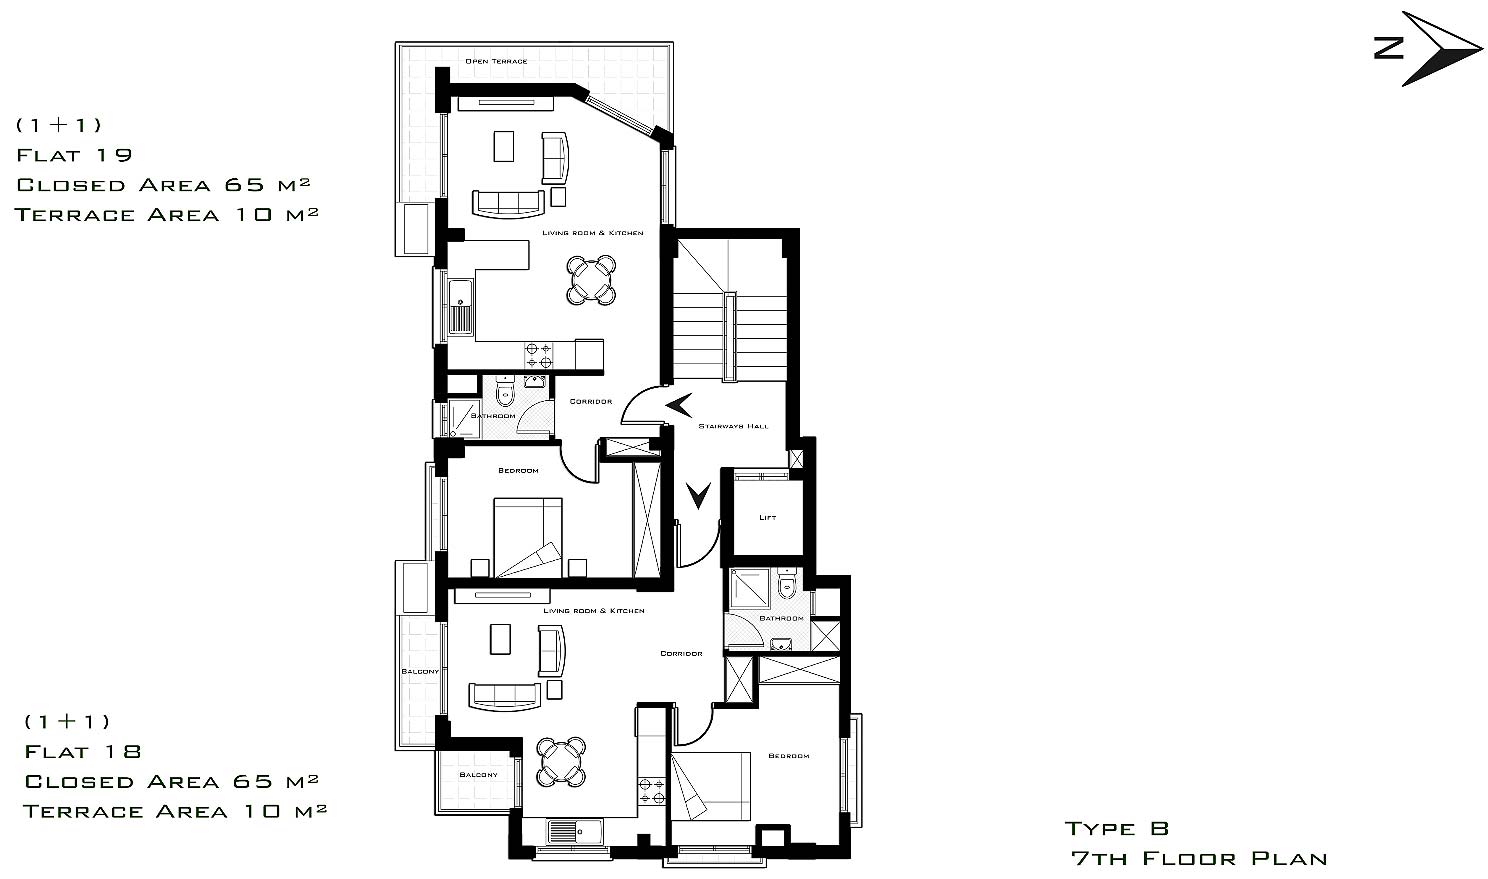 N
Open Terrace
(1+1)
Flat 19
Closed Area 65 m²
Terrace Area 10 m²
Living room & Kitchen
Corridor
Bathroom
Stairways Hall
Bedroom
Lift
Living room & Kitchen
Bathroom
Corridor
Balcony
(1+1)
Flat 18
Closed Area 65 m²
Terrace Area 10 m²
Bedroom
Balcony
Type B
7th Floor Plan